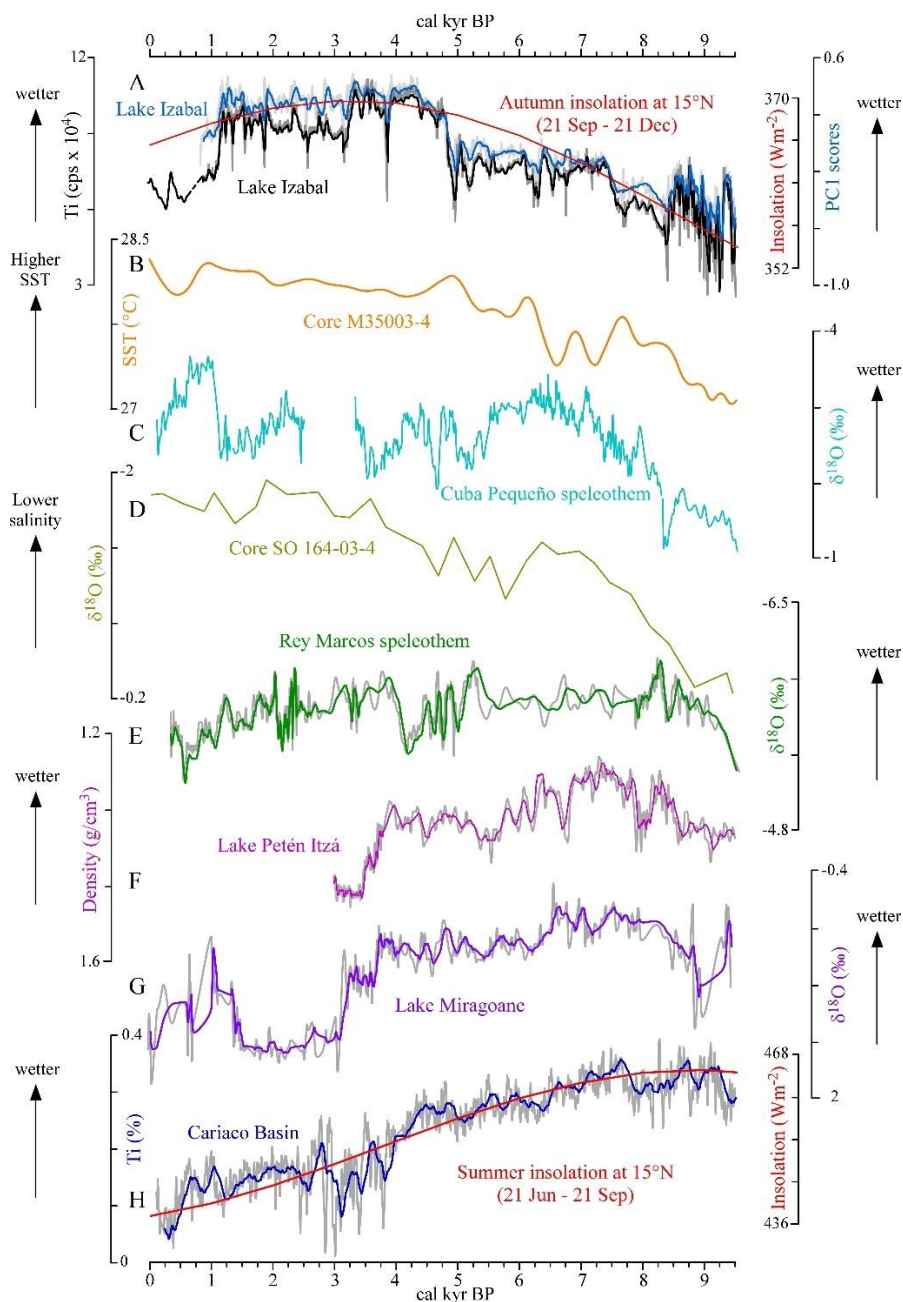 cal kyr BP
0 1 2 3 4 5 6 7 8 9
12
0.6
A
wetter
Lake Izabal
Autumn insolation at 15°N
(21 Sep - 21 Dec)
370
wetter
Ti (cps x 10⁴)
Lake Izabal
Insolation (Wm⁻²)
PC1 scores
Higher
SST
28.5
3
352
-1.0
B
SST (°C)
Core M35003-4
-4
wetter
27
C
δ¹⁸O (‰)
-2
Cuba Pequeño speleothem
Lower
salinity
D
Core SO 164-03-4
-1
δ¹⁸O (‰)
-6.5
Rey Marcos speleothem
wetter
-0.2
1.2
E
δ¹⁸O (‰)
wetter
Density (g/cm³)
Lake Petén Itzá
-4.8
F
-0.4
wetter
1.6
G
Lake Miragoane
δ¹⁸O (‰)
0.4
468
wetter
2
Ti (%)
Cariaco Basin
Insolation (Wm⁻²)
H
Summer insolation at 15°N
(21 Jun - 21 Sep)
436
0
0 1 2 3 4 5 6 7 8 9
cal kyr BP